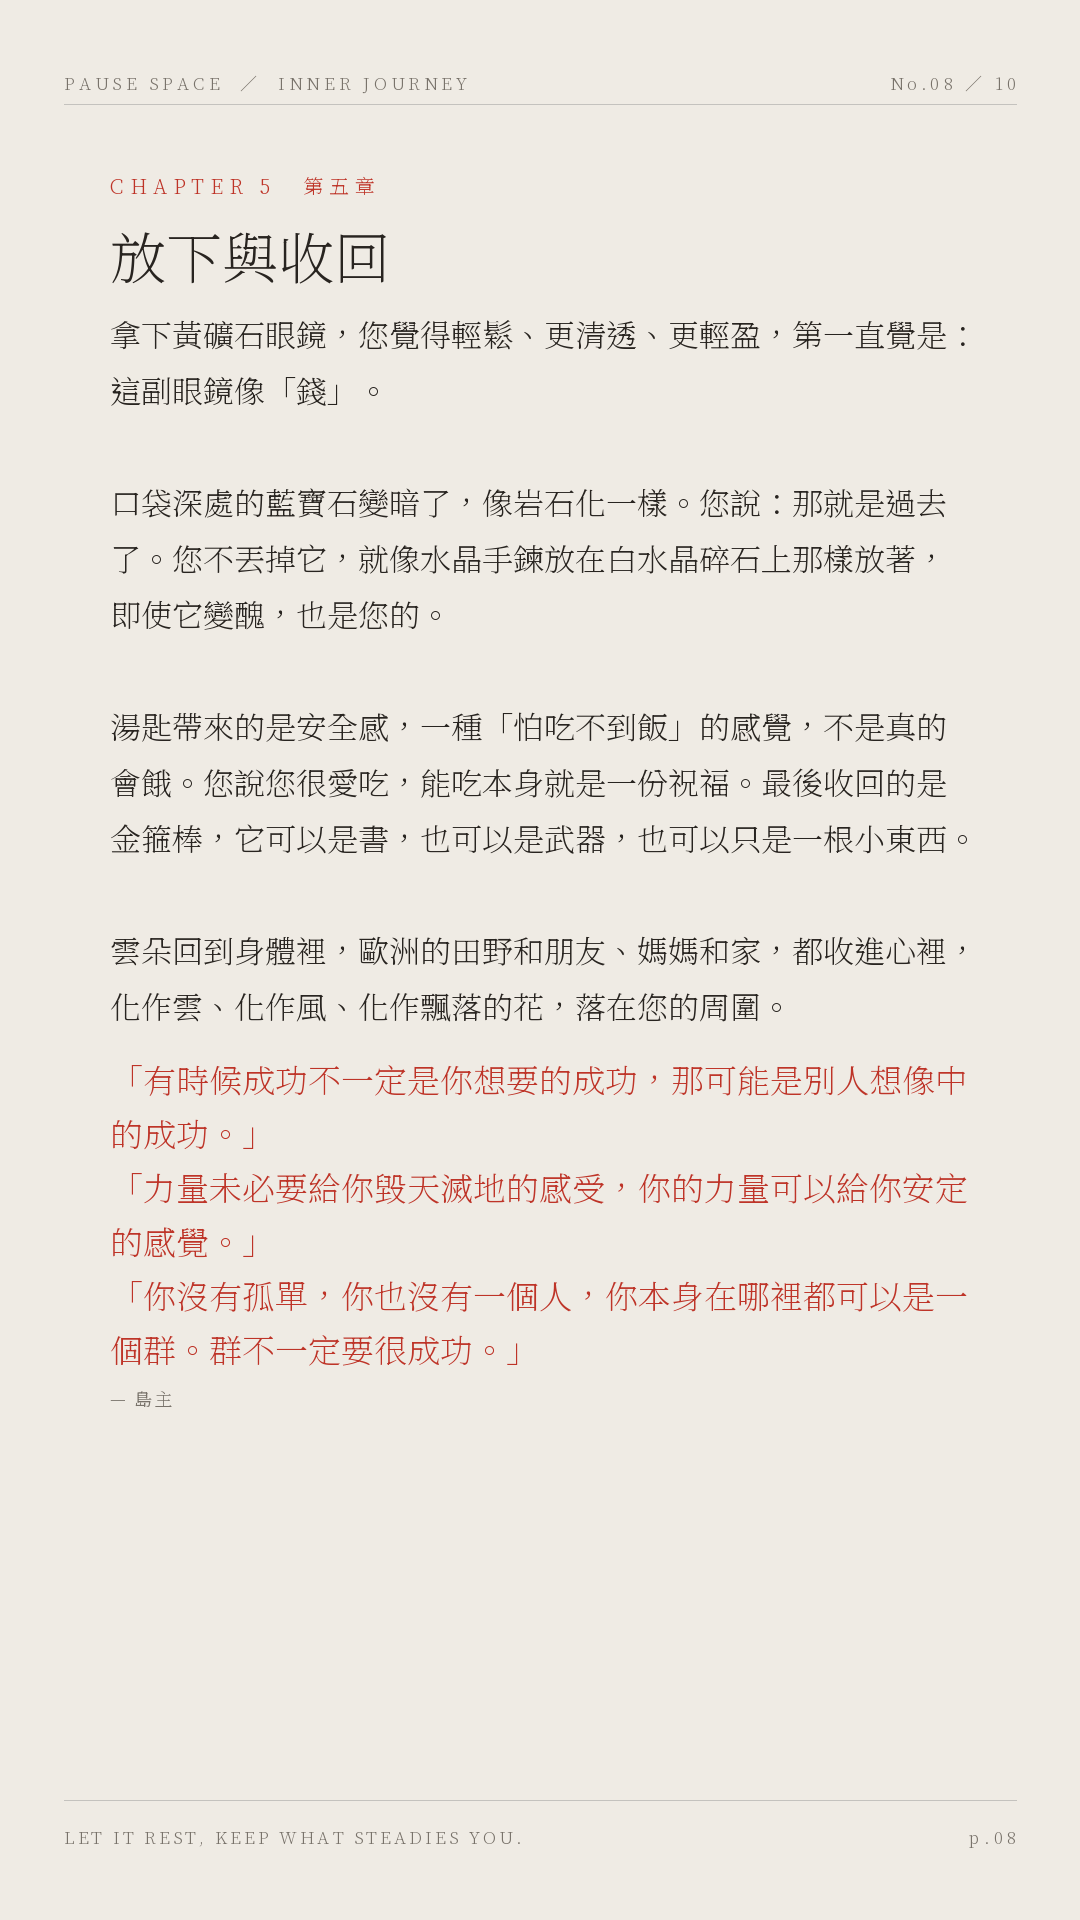 PAUSE SPACE ／ INNER JOURNEY
No.08 ／ 10
CHAPTER 5　第五章
放下與收回
拿下黃礦石眼鏡，您覺得輕鬆、更清透、更輕盈，第一直覺是：
這副眼鏡像「錢」。
口袋深處的藍寶石變暗了，像岩石化一樣。您說：那就是過去
了。您不丟掉它，就像水晶手鍊放在白水晶碎石上那樣放著，
即使它變醜，也是您的。
湯匙帶來的是安全感，一種「怕吃不到飯」的感覺，不是真的
會餓。您說您很愛吃，能吃本身就是一份祝福。最後收回的是
金箍棒，它可以是書，也可以是武器，也可以只是一根小東西。
雲朵回到身體裡，歐洲的田野和朋友、媽媽和家，都收進心裡，
化作雲、化作風、化作飄落的花，落在您的周圍。
「有時候成功不一定是你想要的成功，那可能是別人想像中
的成功。」
「力量未必要給你毀天滅地的感受，你的力量可以給你安定
的感覺。」
「你沒有孤單，你也沒有一個人，你本身在哪裡都可以是一
個群。群不一定要很成功。」
— 島主
LET IT REST, KEEP WHAT STEADIES YOU.
p.08